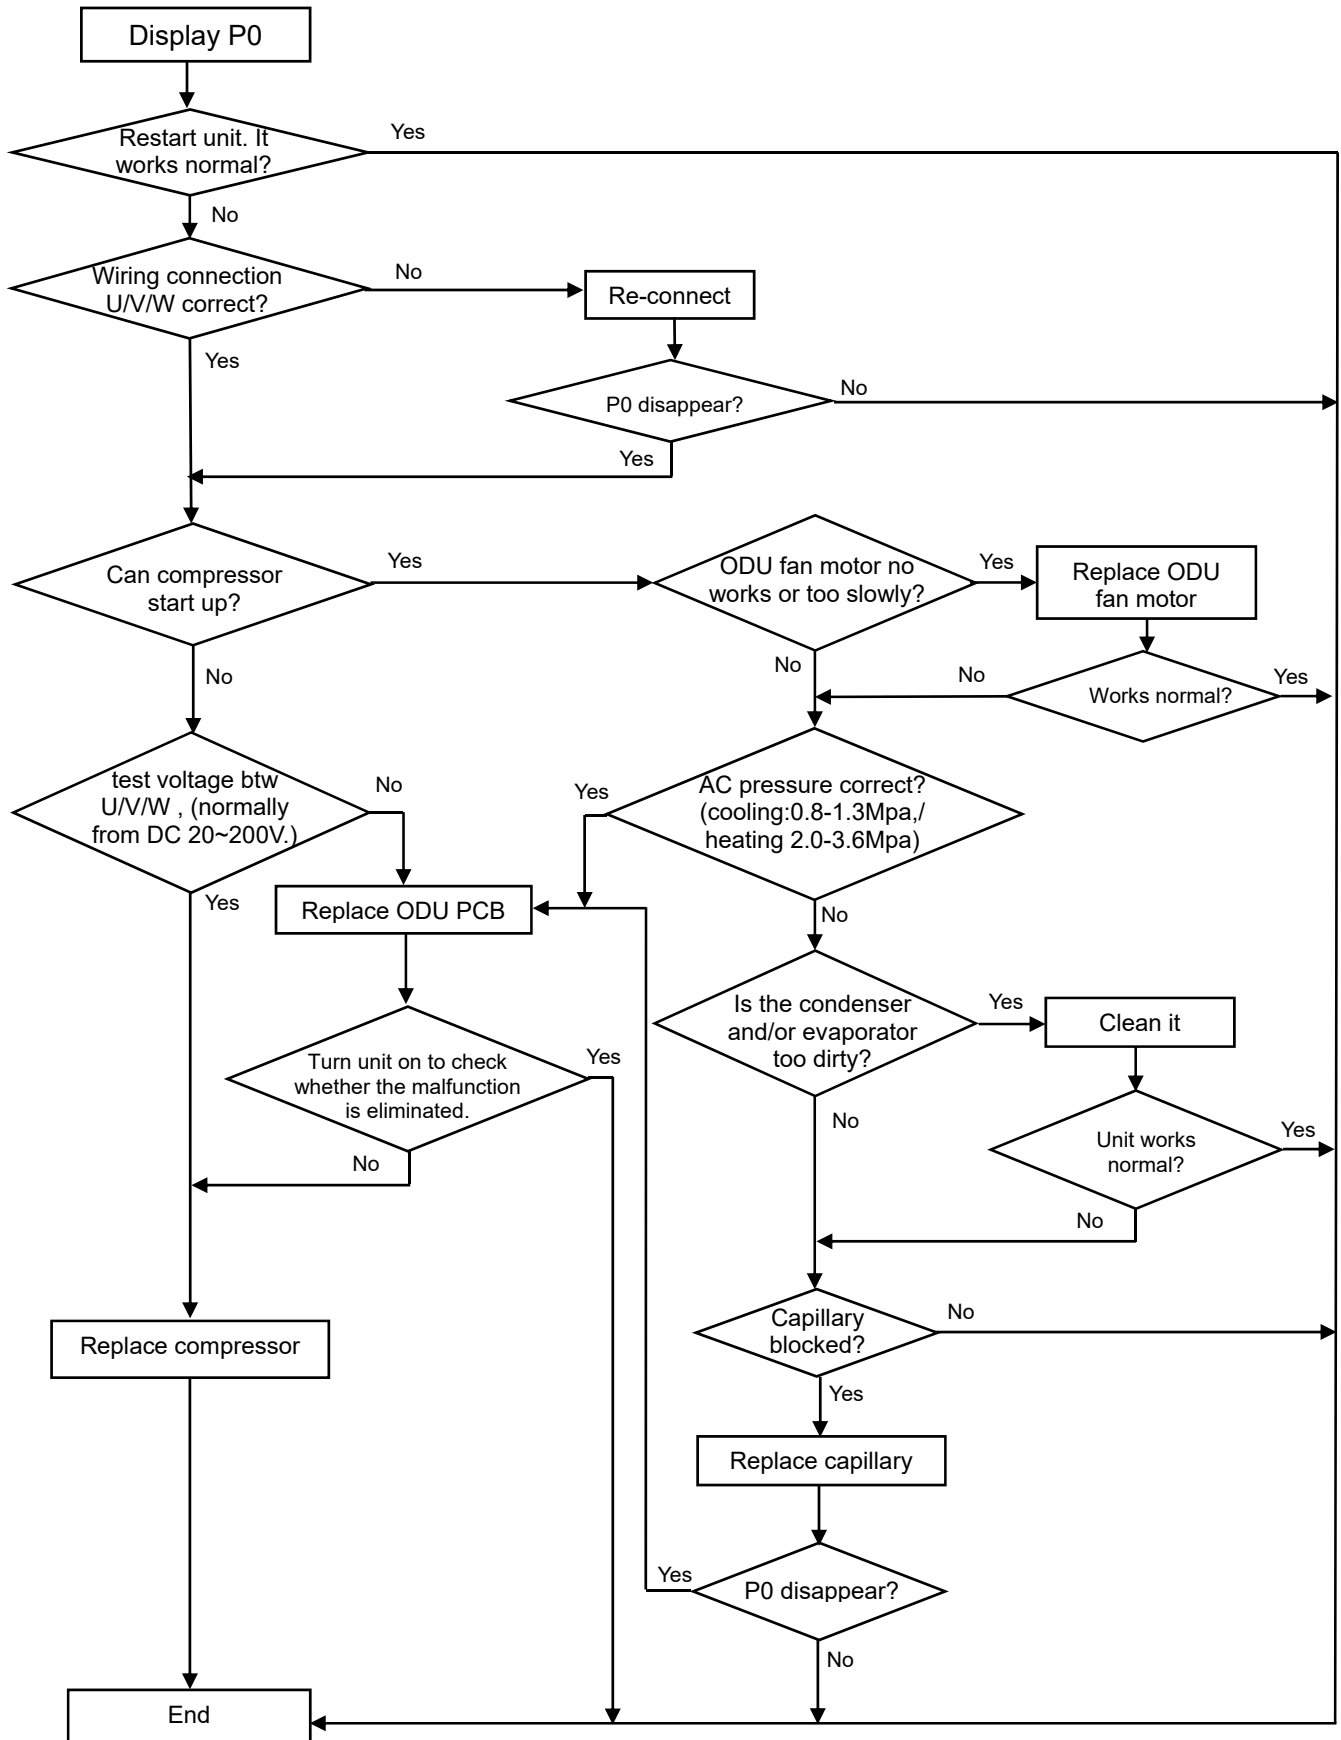 Display P0
Restart unit. It
works normal?
Yes
No
Wiring connection
U/V/W correct?
No
Re-connect
Yes
P0 disappear?
No
Yes
Can compressor
start up?
Yes
ODU fan motor no
works or too slowly?
Yes
Replace ODU
fan motor
No
No
No
Works normal?
Yes
test voltage btw
U/V/W , (normally
from DC 20~200V.)
No
Yes
AC pressure correct?
(cooling:0.8-1.3Mpa,/
heating 2.0-3.6Mpa)
Yes
Replace ODU PCB
No
Is the condenser
and/or evaporator
too dirty?
Yes
Clean it
Turn unit on to check
whether the malfunction
is eliminated.
Yes
No
No
Unit works
normal?
Yes
No
Capillary
blocked?
No
Replace compressor
Yes
Replace capillary
Yes
P0 disappear?
No
End